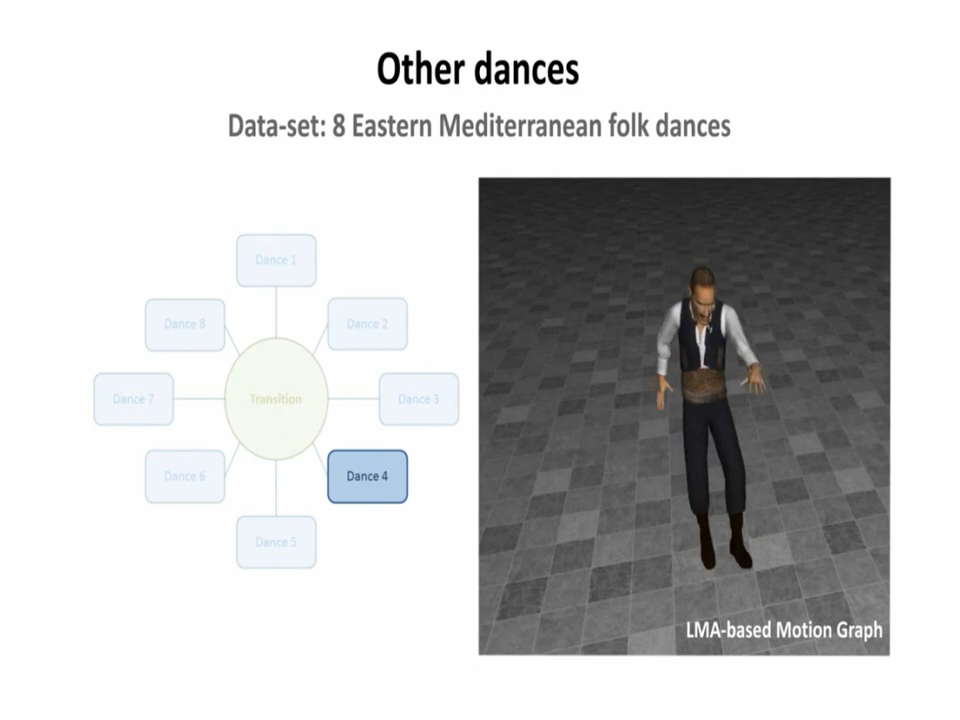 Other dances
Data-set: 8 Eastern Mediterranean folk dances
Dance 1
Dance 8
Dance 2
Dance 7
Transition
Dance 3
Dance 6
Dance 4
Dance 5
LMA-based Motion Graph